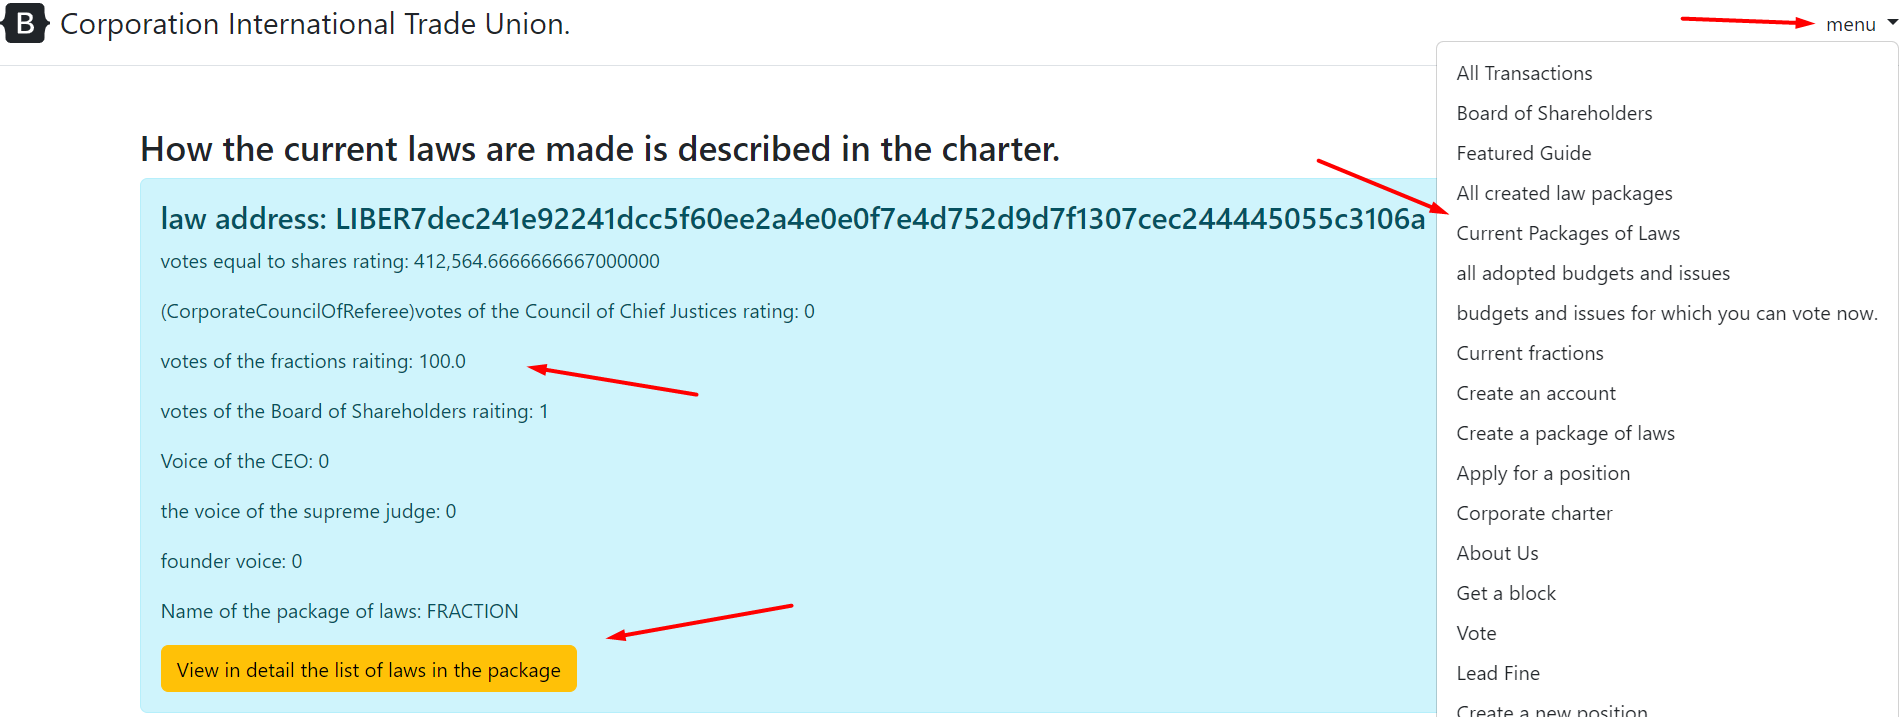 B Corporation International Trade Union.
menu
How the current laws are made is described in the charter.
law address: LIBER7dec241e92241dcc5f60ee2a4e0e0f7e4d752d9d7f1307cec244445055c3106a
votes equal to shares rating: 412,564.6666666667000000
(CorporateCouncilOfReferee)votes of the Council of Chief Justices rating: 0
votes of the fractions raiting: 100.0
votes of the Board of Shareholders raiting: 1
Voice of the CEO: 0
the voice of the supreme judge: 0
founder voice: 0
Name of the package of laws: FRACTION
View in detail the list of laws in the package
All Transactions
Board of Shareholders
Featured Guide
All created law packages
Current Packages of Laws
all adopted budgets and issues
budgets and issues for which you can vote now.
Current fractions
Create an account
Create a package of laws
Apply for a position
Corporate charter
About Us
Get a block
Vote
Lead Fine
Create a new position